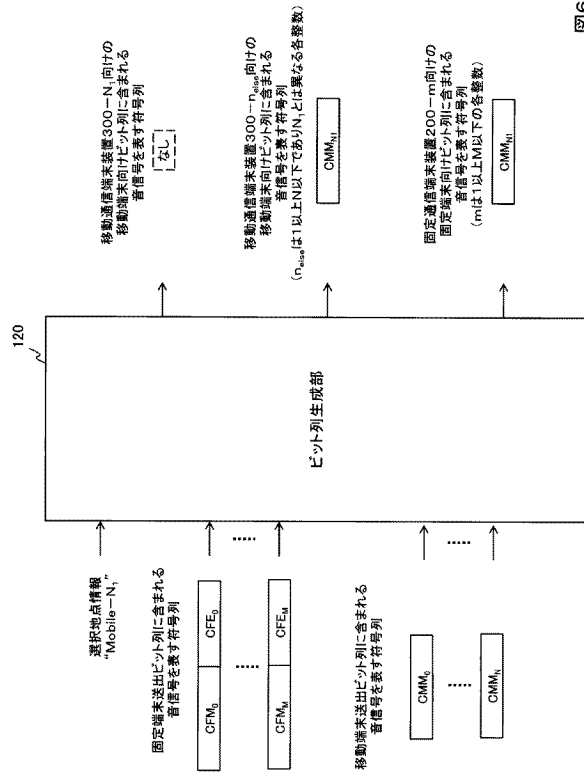 120
選択地点情報
“Mobile-N₁”
固定端末送出ビット列に含まれる
音信号を表す符号列
CFM₀ CFE₀
CFM_M CFE_M
移動端末送出ビット列に含まれる
音信号を表す符号列
CMM₀
CMM_N
ビット列生成部
移動通信端末装置300-N₁向けの
移動端末向けビット列に含まれる
音信号を表す符号列
なし
移動通信端末装置300-n_else向けの
移動端末向けビット列に含まれる
音信号を表す符号列
(n_elseは1以上N以下でありN₁とは異なる各整数)
CMM_N1
固定通信端末装置200-m向けの
固定端末向けビット列に含まれる
音信号を表す符号列
(mは1以上M以下の各整数)
CMM_N1
図6